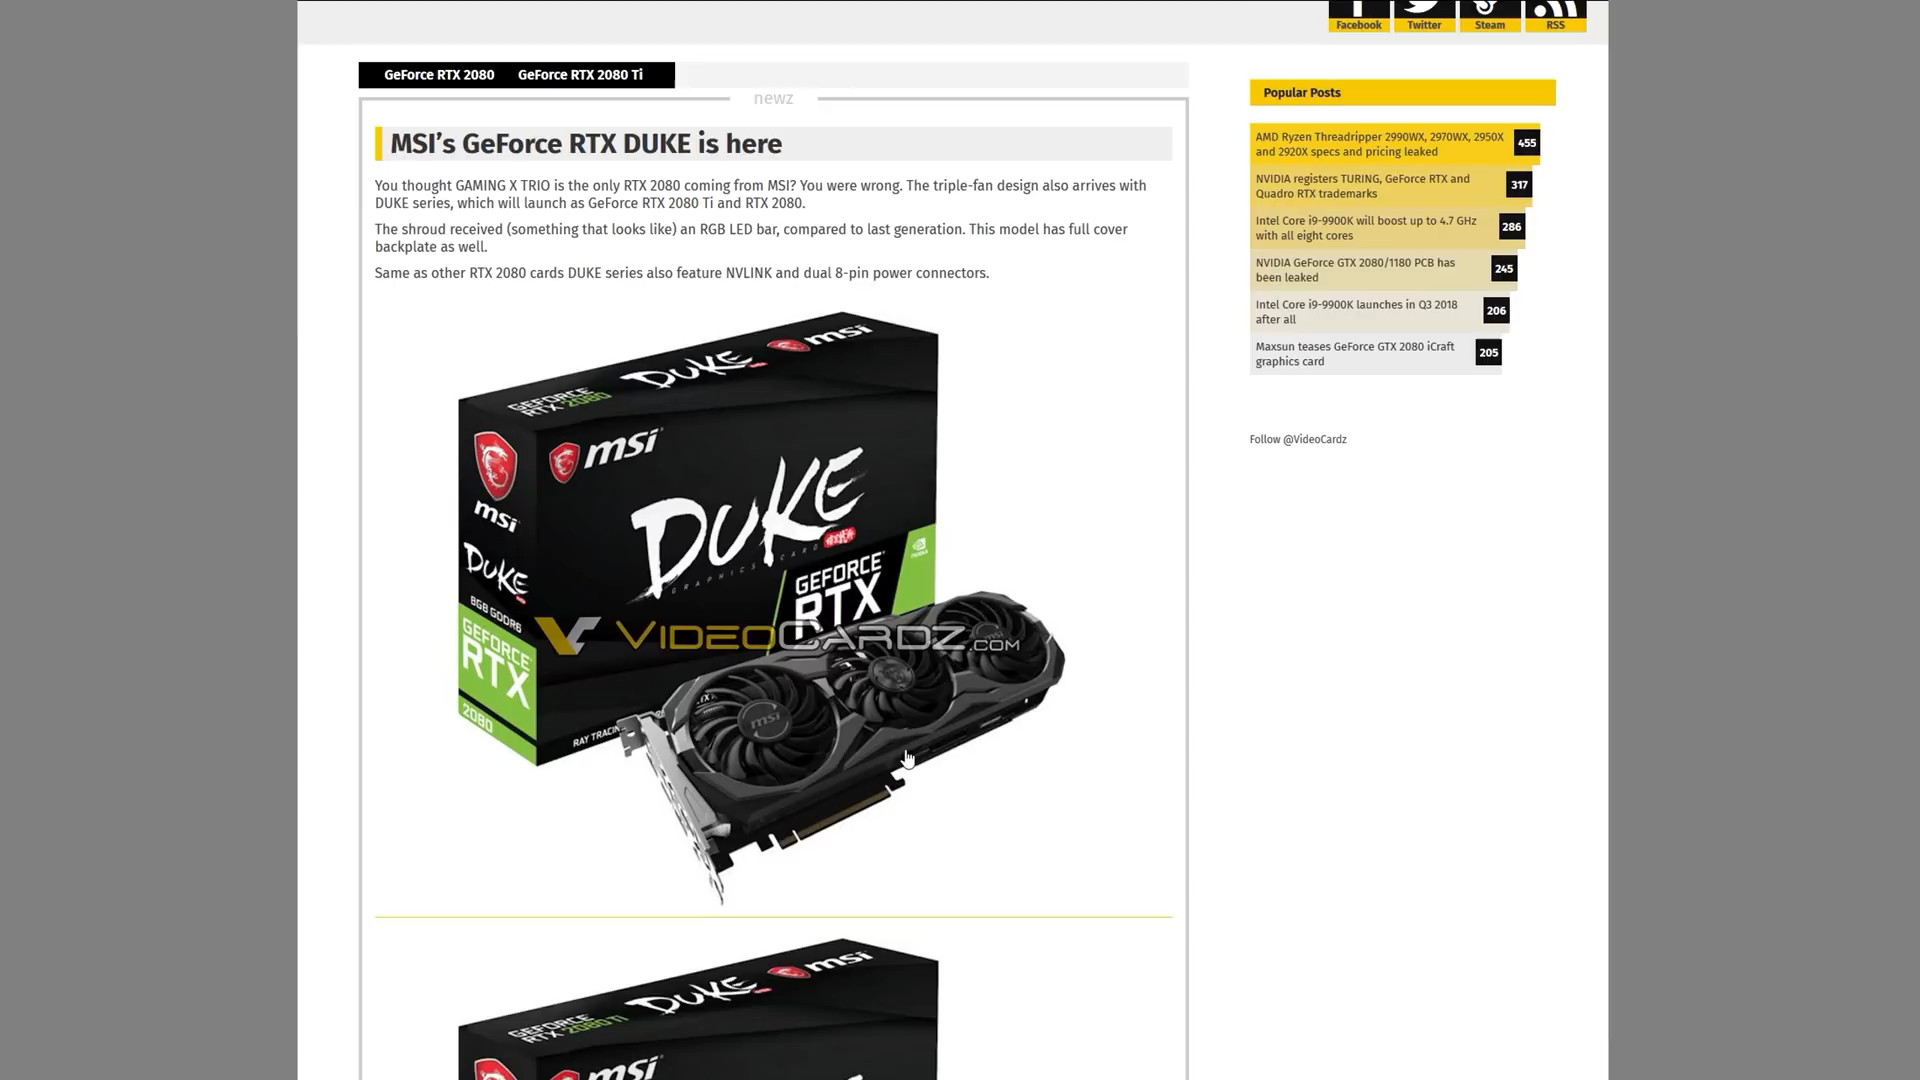 Facebook
Twitter
Steam
RSS
GeForce RTX 2080
GeForce RTX 2080 Ti
newz
MSI’s GeForce RTX DUKE is here
You thought GAMING X TRIO is the only RTX 2080 coming from MSI? You were wrong. The triple-fan design also arrives with
DUKE series, which will launch as GeForce RTX 2080 Ti and RTX 2080.
The shroud received (something that looks like) an RGB LED bar, compared to last generation. This model has full cover
backplate as well.
Same as other RTX 2080 cards DUKE series also feature NVLINK and dual 8-pin power connectors.
GEFORCE
RTX 2080
DUKE
msi
msi
DUKE
GRAPHICS CARD
msi
DUKE
8GB GDDR6
GEFORCE
RTX
2080
GEFORCE
RTX
nVIDIA
VIDEOCARDZ.COM
RAY TRACIN
msi
msi
GEFORCE
RTX 2080 TI
DUKE
msi
msi
DUKE
Popular Posts
AMD Ryzen Threadripper 2990WX, 2970WX, 2950X
and 2920X specs and pricing leaked
455
NVIDIA registers TURING, GeForce RTX and
Quadro RTX trademarks
317
Intel Core i9-9900K will boost up to 4.7 GHz
with all eight cores
286
NVIDIA GeForce GTX 2080/1180 PCB has
been leaked
245
Intel Core i9-9900K launches in Q3 2018
after all
206
Maxsun teases GeForce GTX 2080 iCraft
graphics card
205
Follow @VideoCardz